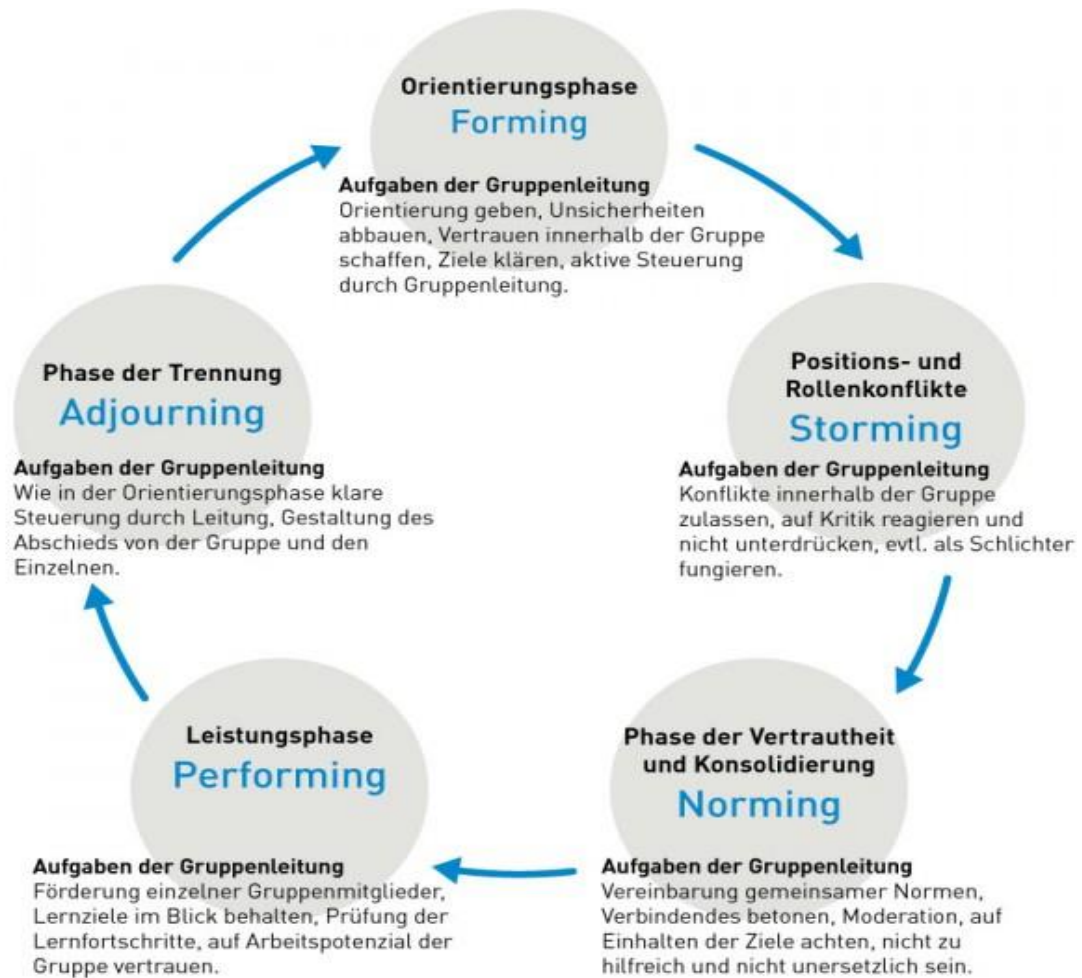 Orientierungsphase
Forming
Aufgaben der Gruppenleitung
Orientierung geben, Unsicherheiten
abbauen, Vertrauen innerhalb der Gruppe
schaffen, Ziele klären, aktive Steuerung
durch Gruppenleitung.
Positions- und
Rollenkonflikte
Storming
Aufgaben der Gruppenleitung
Konflikte innerhalb der Gruppe
zulassen, auf Kritik reagieren und
nicht unterdrücken, evtl. als Schlichter
fungieren.
Phase der Vertrautheit
und Konsolidierung
Norming
Aufgaben der Gruppenleitung
Vereinbarung gemeinsamer Normen,
Verbindendes betonen, Moderation, auf
Einhalten der Ziele achten, nicht zu
hilfreich und nicht unersetzlich sein.
Leistungsphase
Performing
Aufgaben der Gruppenleitung
Förderung einzelner Gruppenmitglieder,
Lernziele im Blick behalten, Prüfung der
Lernfortschritte, auf Arbeitspotenzial der
Gruppe vertrauen.
Phase der Trennung
Adjourning
Aufgaben der Gruppenleitung
Wie in der Orientierungsphase klare
Steuerung durch Leitung, Gestaltung des
Abschieds von der Gruppe und den
Einzelnen.